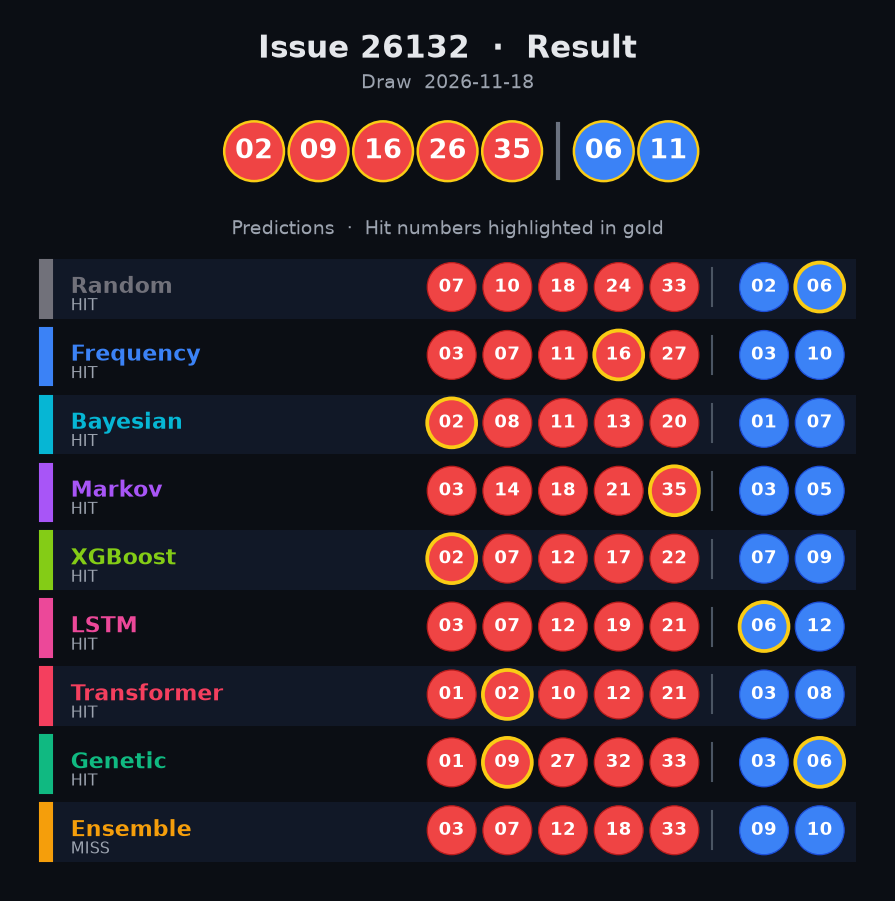 Issue 26132 · Result
Draw 2026-11-18
02 09 16 26 35 06 11
Predictions · Hit numbers highlighted in gold
Random 07 10 18 24 33 02 06
HIT
Frequency 03 07 11 16 27 03 10
HIT
Bayesian 02 08 11 13 20 01 07
HIT
Markov 03 14 18 21 35 03 05
HIT
XGBoost 02 07 12 17 22 07 09
HIT
LSTM 03 07 12 19 21 06 12
HIT
Transformer 01 02 10 12 21 03 08
HIT
Genetic 01 09 27 32 33 03 06
HIT
Ensemble 03 07 12 18 33 09 10
MISS